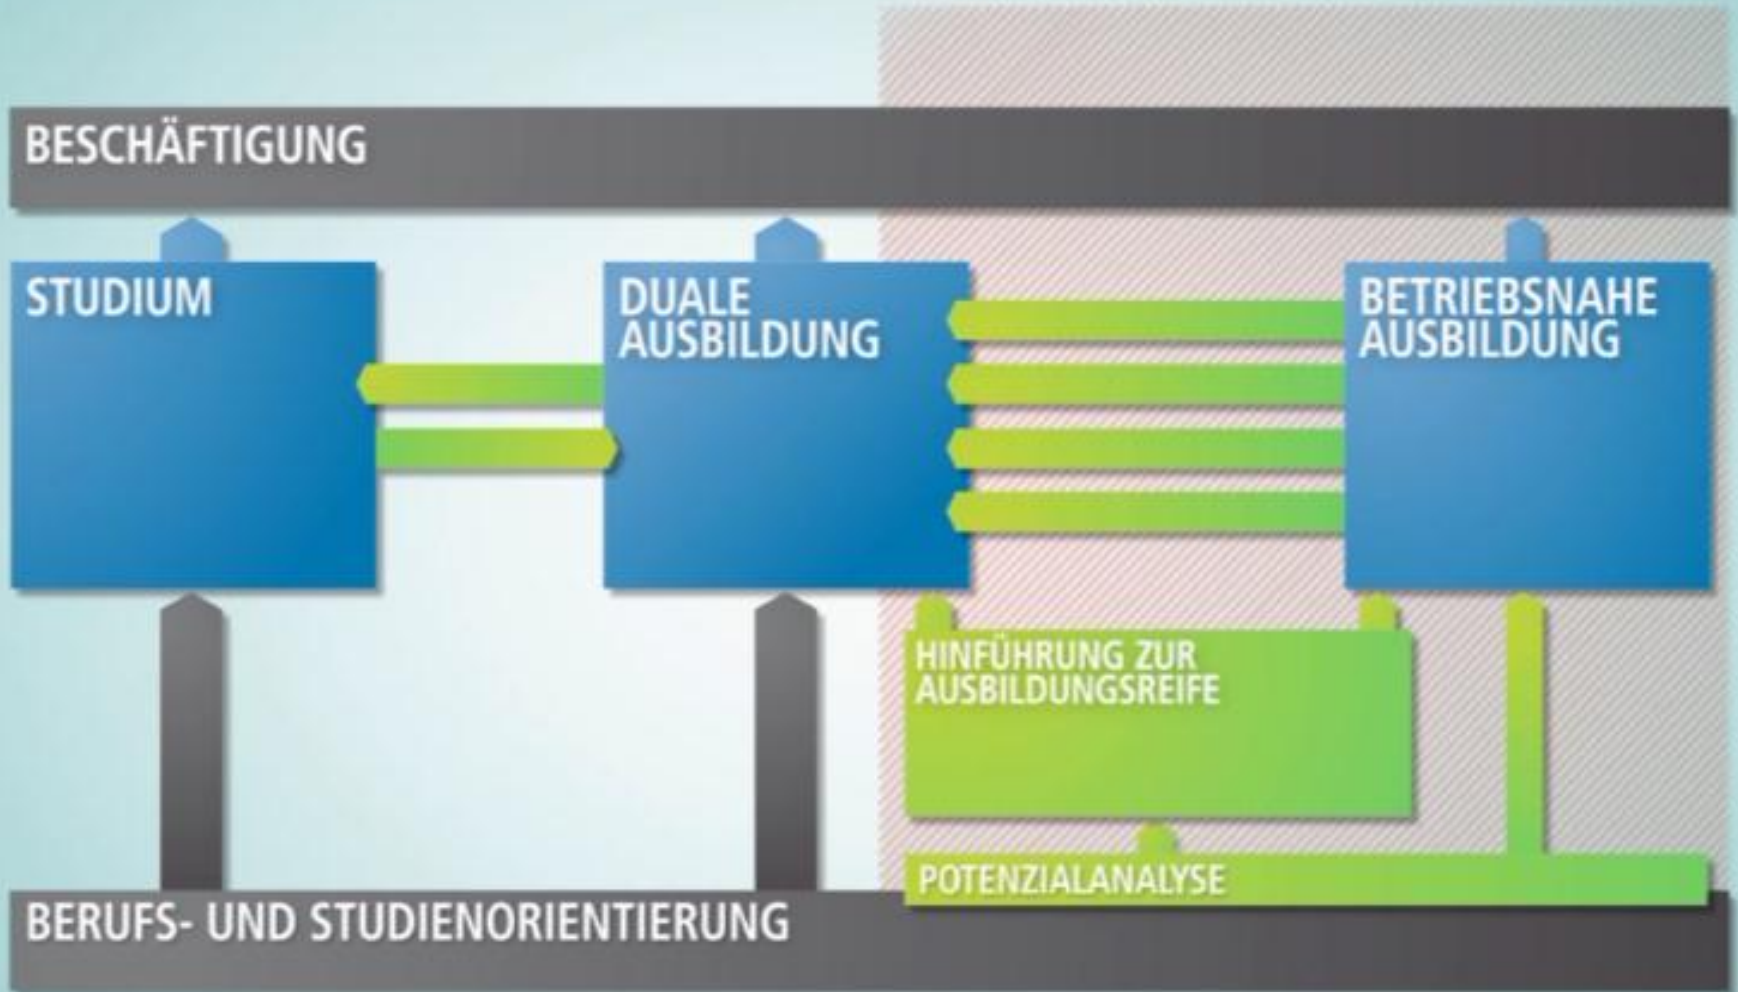 BESCHÄFTIGUNG
STUDIUM
DUALE
AUSBILDUNG
BETRIEBSNAHE
AUSBILDUNG
HINFÜHRUNG ZUR
AUSBILDUNGSREIFE
POTENZIALANALYSE
BERUFS- UND STUDIENORIENTIERUNG